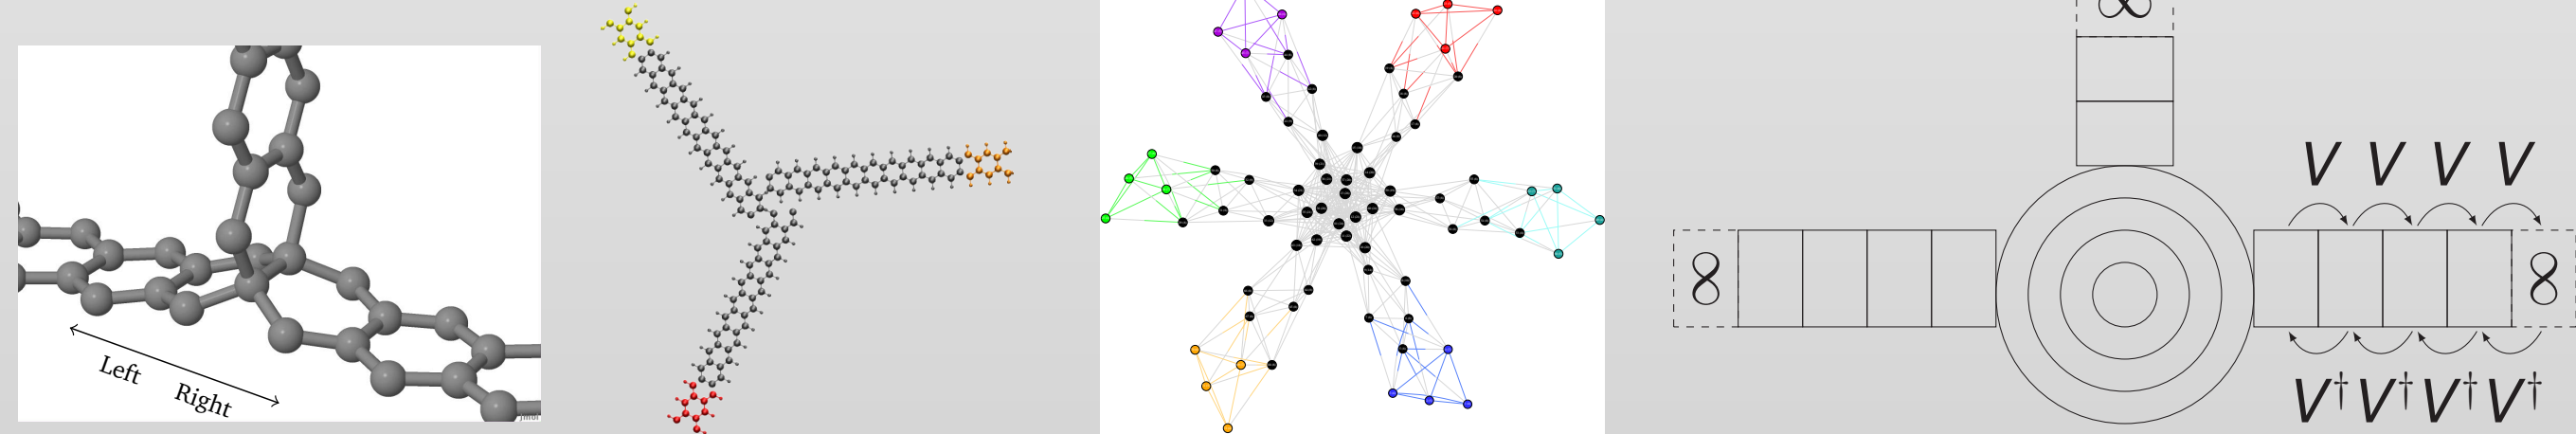 Left Right
∞
V V V V
∞ ∞
V† V† V† V†